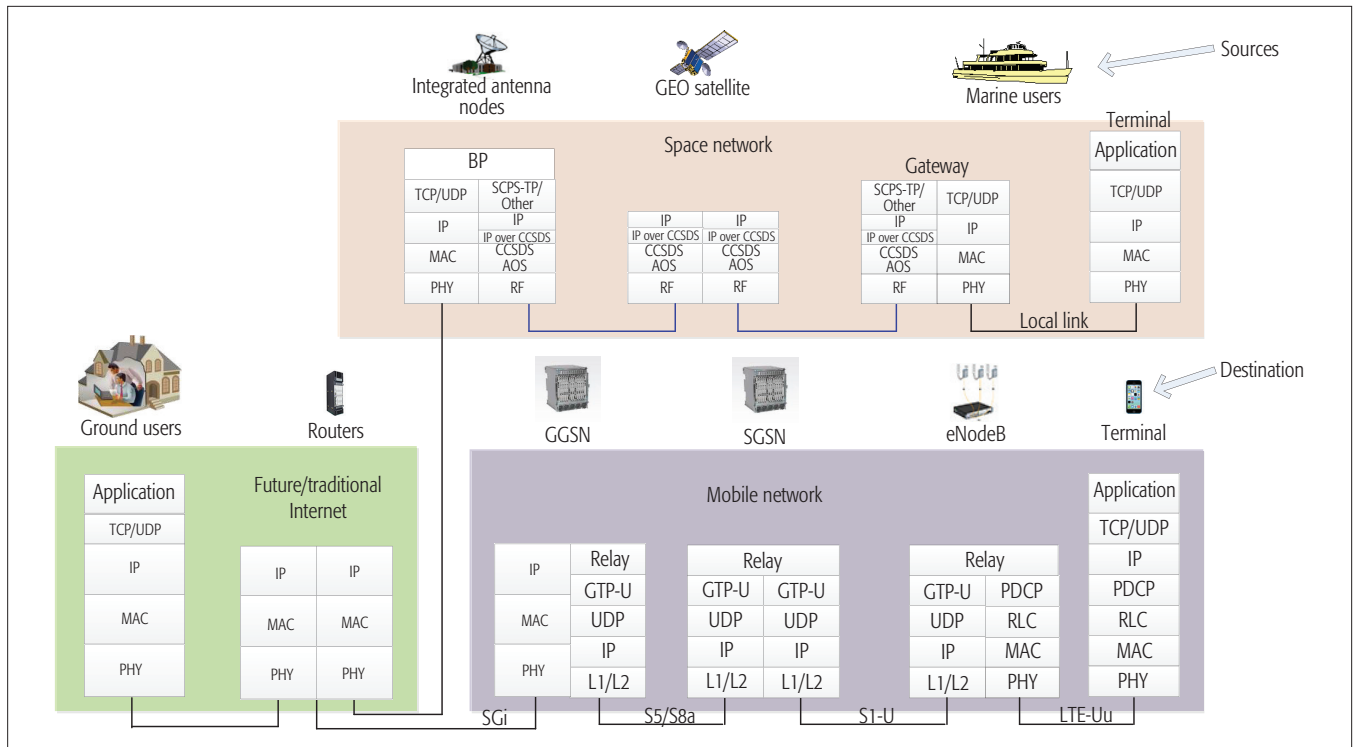 Sources
Integrated antenna
nodes
GEO satellite
Marine users
Space network
Terminal
Application
TCP/UDP
IP
MAC
PHY
BP
TCP/UDP
IP
MAC
PHY
SCPS-TP/
Other
IP
IP over CCSDS
CCSDS
AOS
RF
IP
IP over CCSDS
CCSDS
AOS
RF
IP
IP over CCSDS
CCSDS
AOS
RF
Gateway
SCPS-TP/
Other
IP
IP over CCSDS
CCSDS
AOS
RF
TCP/UDP
IP
MAC
PHY
Local link
Destination
Ground users
Routers
GGSN
SGSN
eNodeB
Terminal
Future/traditional
Internet
Application
TCP/UDP
IP
MAC
PHY
IP
MAC
PHY
IP
MAC
PHY
Mobile network
IP
MAC
PHY
Relay
GTP-U
UDP
IP
L1/L2
Relay
GTP-U
UDP
IP
L1/L2
GTP-U
UDP
IP
L1/L2
Relay
GTP-U
UDP
IP
L1/L2
PDCP
RLC
MAC
PHY
Application
TCP/UDP
IP
PDCP
RLC
MAC
PHY
SGi
S5/S8a
S1-U
LTE-Uu